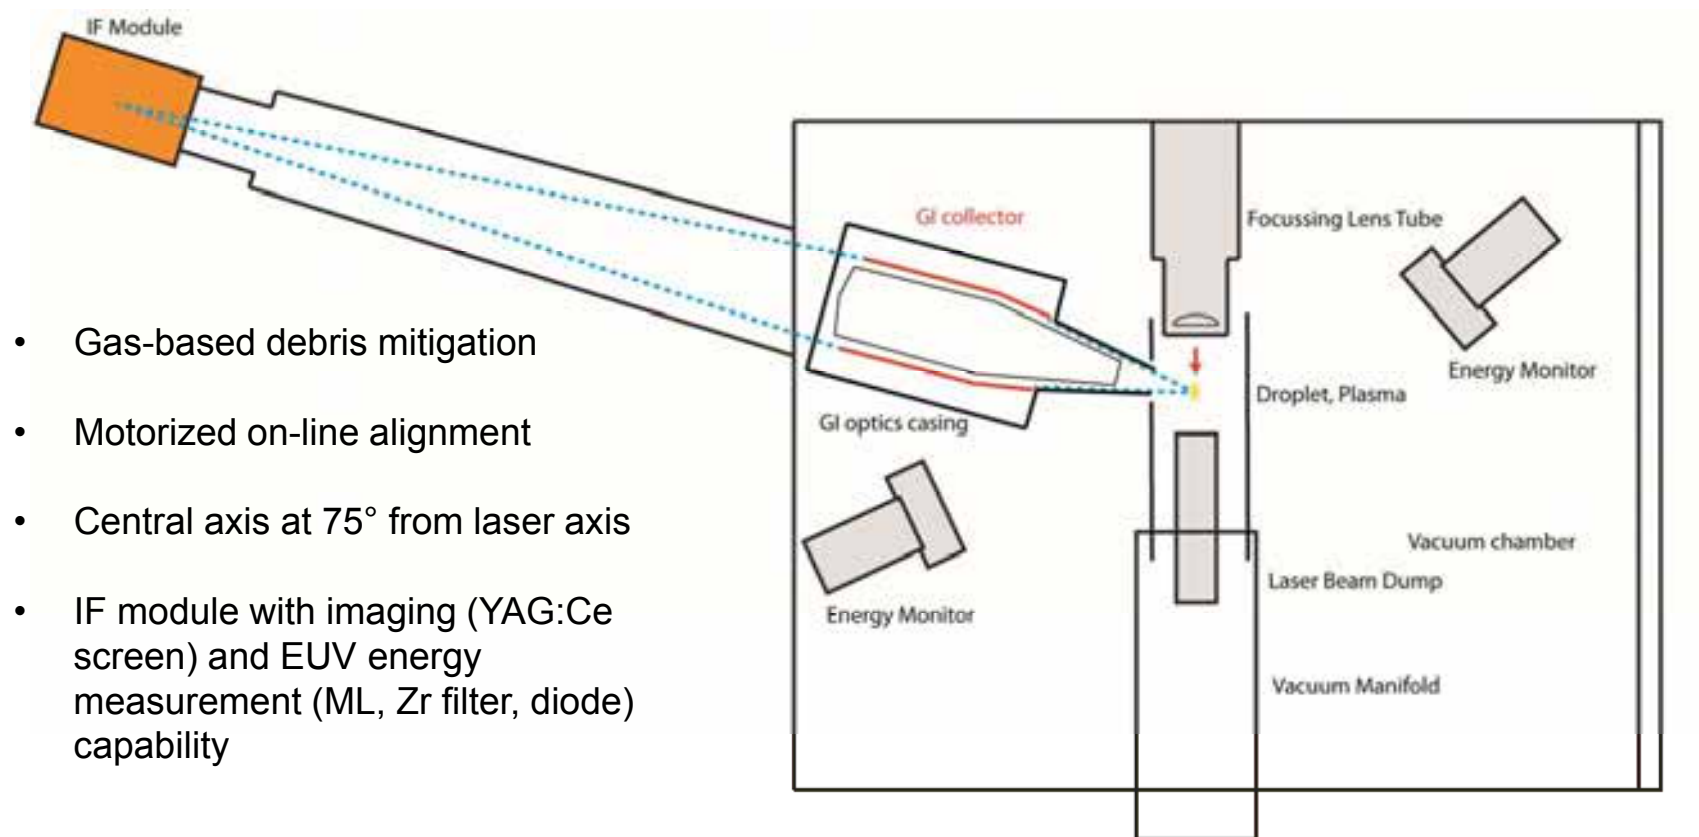 IF Module
GI collector
Focussing Lens Tube
Energy Monitor
Droplet, Plasma
GI optics casing
Energy Monitor
Vacuum chamber
Laser Beam Dump
Vacuum Manifold
• Gas-based debris mitigation
• Motorized on-line alignment
• Central axis at 75° from laser axis
• IF module with imaging (YAG:Ce
screen) and EUV energy
measurement (ML, Zr filter, diode)
capability